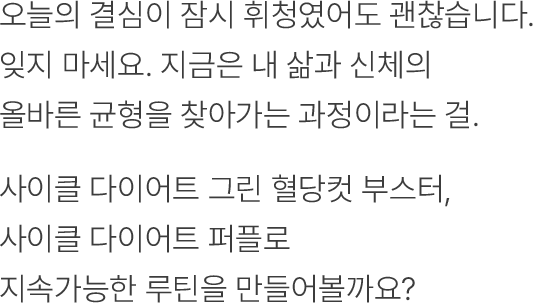 오늘의 결심이 잠시 휘청였어도 괜찮습니다.
잊지 마세요. 지금은 내 삶과 신체의
올바른 균형을 찾아가는 과정이라는 걸.
사이클 다이어트 그린 혈당컷 부스터,
사이클 다이어트 퍼플로
지속가능한 루틴을 만들어볼까요?